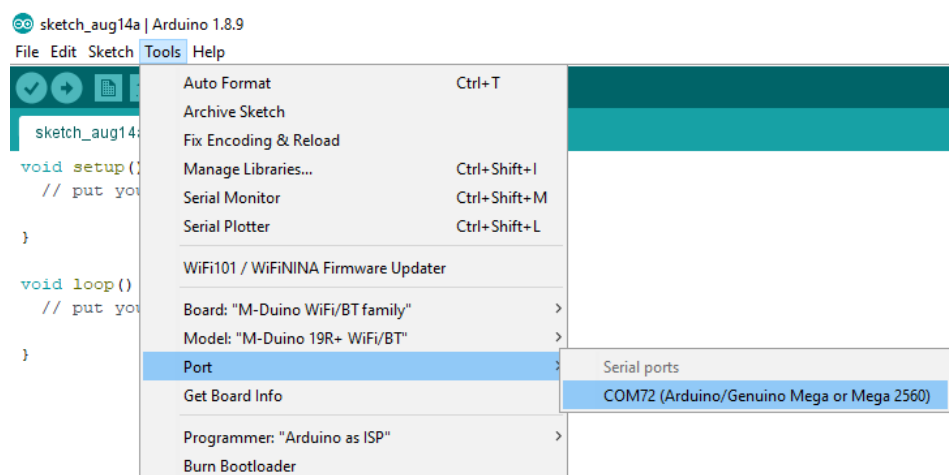 sketch_aug14a | Arduino 1.8.9
File Edit Sketch Tools Help
sketch_aug14a
void setup()
// put you
}
void loop()
// put you
}
Auto Format Ctrl+T
Archive Sketch
Fix Encoding & Reload
Manage Libraries... Ctrl+Shift+I
Serial Monitor Ctrl+Shift+M
Serial Plotter Ctrl+Shift+L
WiFi101 / WiFiNINA Firmware Updater
Board: "M-Duino WiFi/BT family"
Model: "M-Duino 19R+ WiFi/BT"
Port
Get Board Info
Programmer: "Arduino as ISP"
Burn Bootloader
Serial ports
COM72 (Arduino/Genuino Mega or Mega 2560)